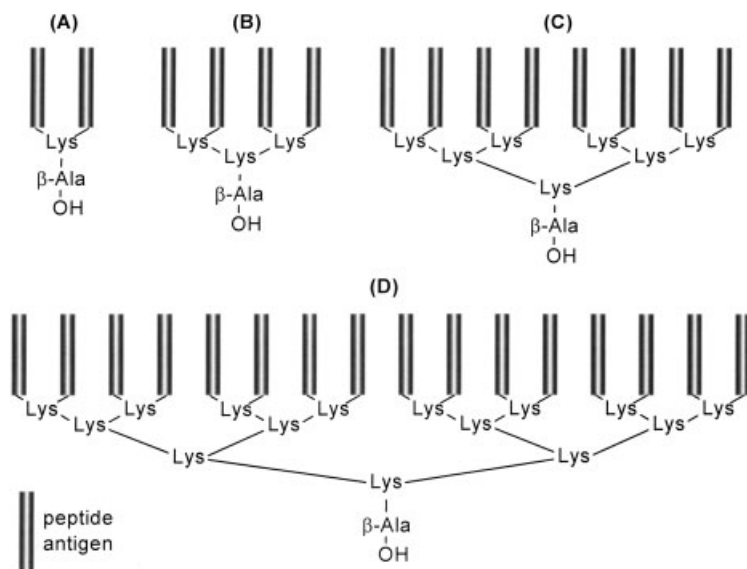 (A) (B) (C)
Lys Lys Lys Lys Lys Lys Lys
Lys Lys Lys
β-Ala β-Ala Lys
OH OH β-Ala
OH
(D)
Lys Lys Lys Lys Lys Lys Lys Lys
Lys Lys Lys Lys
Lys Lys
Lys
peptide β-Ala
antigen OH